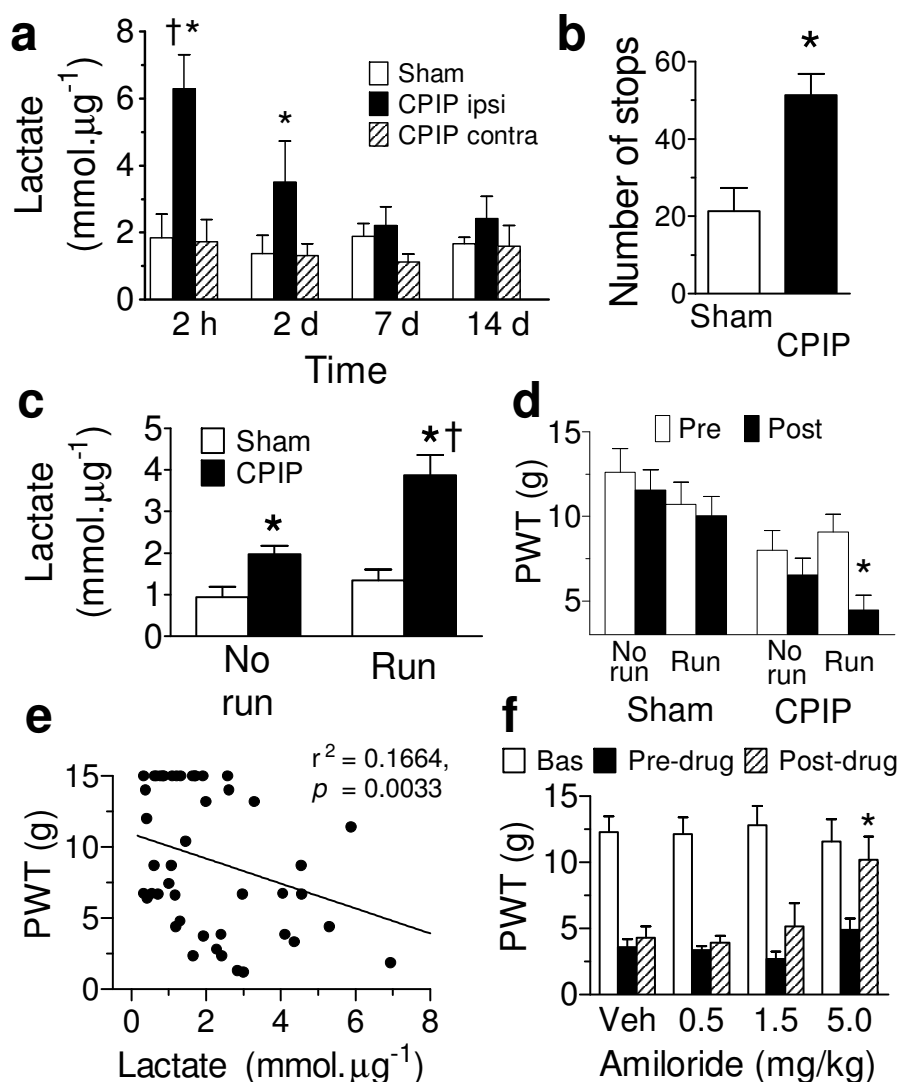 a
Lactate
(mmol.µg⁻¹)
8
6
4
2
0
†*
*
Sham
CPIP ipsi
CPIP contra
2 h 2 d 7 d 14 d
Time
b
Number of stops
60
40
20
0
*
Sham
CPIP
c
Lactate
(mmol.µg⁻¹)
5
4
3
2
1
0
Sham
CPIP
*
*†
No run Run
d
PWT (g)
15
10
5
Pre Post
*
No run Run No run Run
Sham CPIP
e
PWT (g)
15
10
5
0
r² = 0.1664,
p = 0.0033
0 2 4 6 8
Lactate (mmol.µg⁻¹)
f
Bas Pre-drug Post-drug
PWT (g)
15
10
5
0
*
Veh 0.5 1.5 5.0
Amiloride (mg/kg)